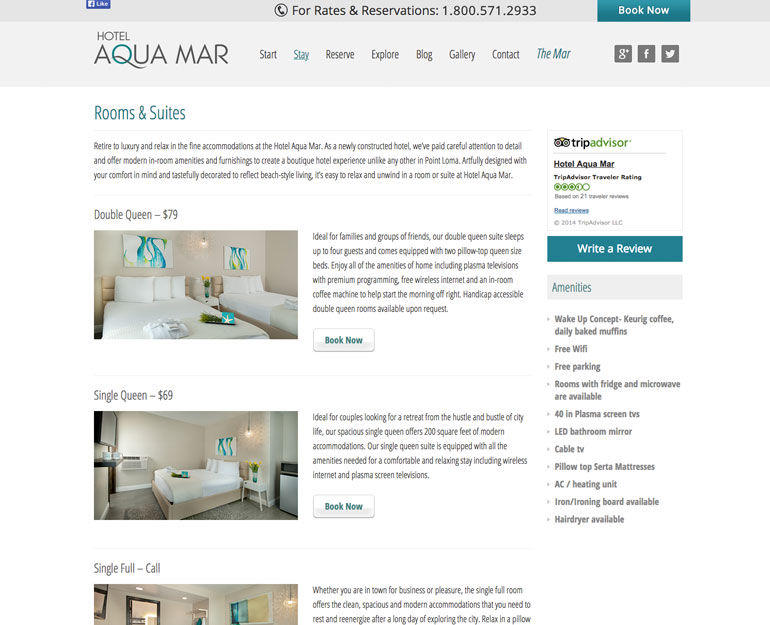 Like
For Rates & Reservations: 1.800.571.2933
Book Now
HOTEL
AQUA MAR
Start Stay Reserve Explore Blog Gallery Contact The Mar
Rooms & Suites
Retire to luxury and relax in the fine accommodations at the Hotel Aqua Mar. As a newly constructed hotel, we've paid careful attention to detail
and offer modern in-room amenities and furnishings to create a boutique hotel experience unlike any other in Point Loma. Artfully designed with
your comfort in mind and tastefully decorated to reflect beach-style living, it's easy to relax and unwind in a room or suite at Hotel Aqua Mar.
Double Queen – $79
Ideal for families and groups of friends, our double queen suite sleeps
up to four guests and comes equipped with two pillow-top queen size
beds. Enjoy all of the amenities of home including plasma televisions
with premium programming, free wireless internet and an in-room
coffee machine to help start the morning off right. Handicap accessible
double queen rooms available upon request.
Book Now
Single Queen – $69
Ideal for couples looking for a retreat from the hustle and bustle of city
life, our spacious single queen offers 200 square feet of modern
accommodations. Our single queen suite is equipped with all the
amenities needed for a comfortable and relaxing stay including wireless
internet and plasma screen televisions.
Book Now
Single Full – Call
Whether you are in town for business or pleasure, the single full room
offers the clean, spacious and modern accommodations that you need to
rest and reenergize after a long day of exploring the city. Relax in a pillow
tripadvisor
Hotel Aqua Mar
TripAdvisor Traveler Rating
Based on 21 traveler reviews
Read reviews
© 2014 TripAdvisor LLC
Write a Review
Amenities
Wake Up Concept- Keurig coffee,
daily baked muffins
Free Wifi
Free parking
Rooms with fridge and microwave
are available
40 in Plasma screen tvs
LED bathroom mirror
Cable tv
Pillow top Serta Mattresses
AC / heating unit
Iron/Ironing board available
Hairdryer available